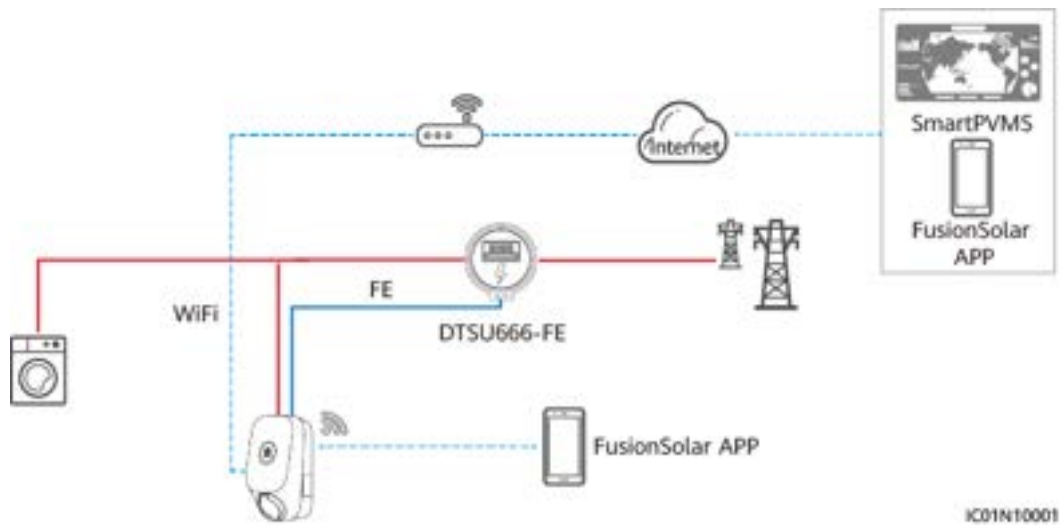 SmartPVMS
Internet
FusionSolar
APP
FE
WiFi
DTSU666-FE
FusionSolar APP
IC01N10001